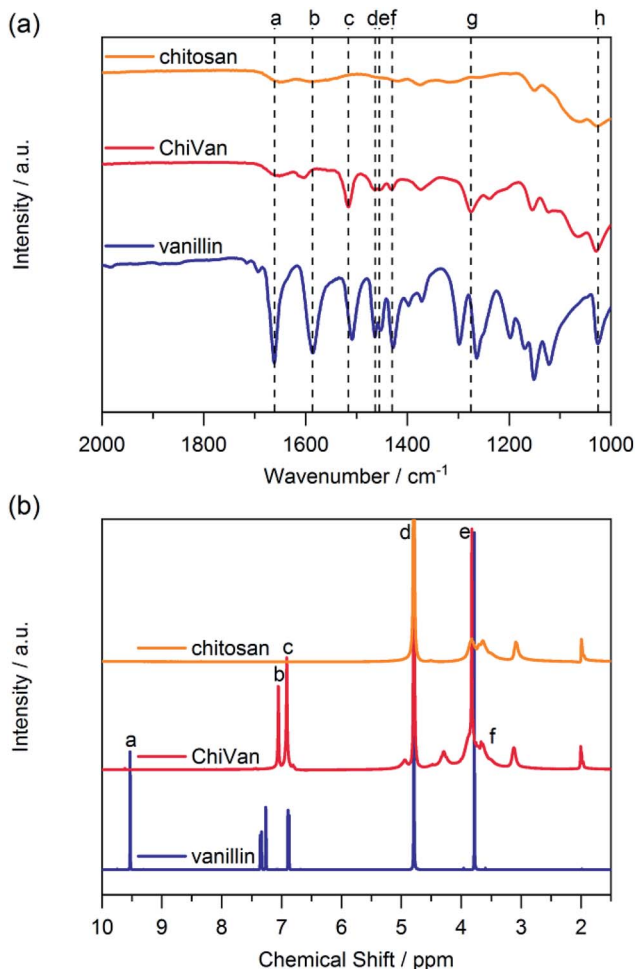 (a)
a b c d e f g h
chitosan
ChiVan
vanillin
Intensity / a.u.
2000 1800 1600 1400 1200 1000
Wavenumber / cm⁻¹
(b)
d e
chitosan
c
b
f
a
ChiVan
vanillin
Intensity / a.u.
10 9 8 7 6 5 4 3 2
Chemical Shift / ppm